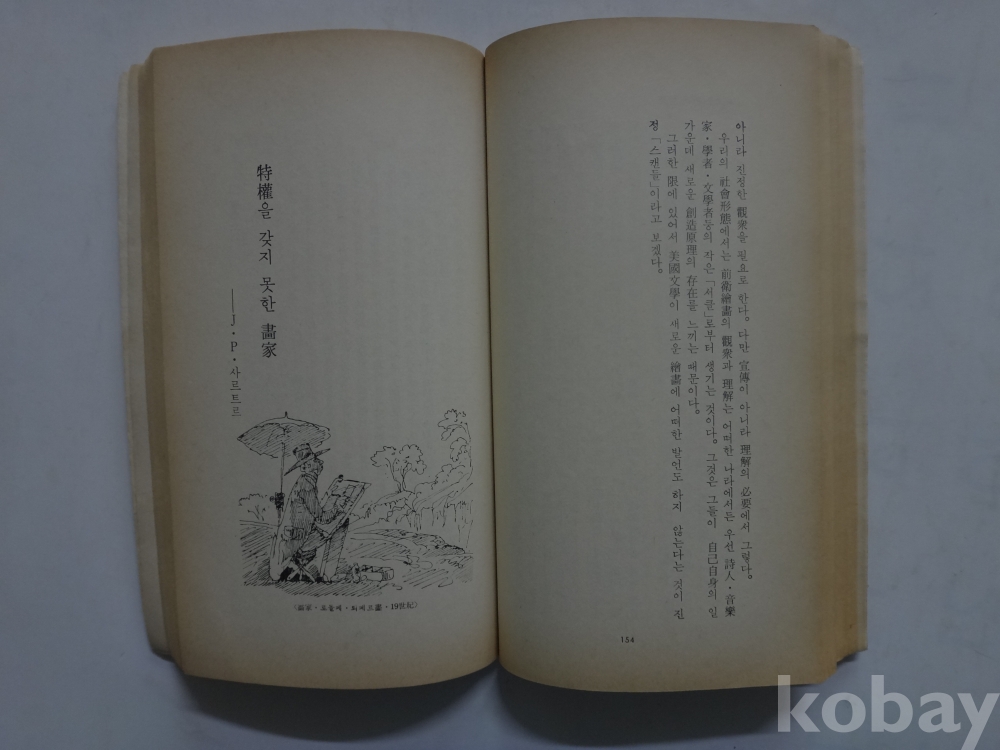 아니라 진정한 觀衆을 필요로 한다。다만 宣傳이 아니라 理解의 必要에서 그렇다。
우리의 社會形態에서는 前衛繪畵의 觀衆과 理解는 어떠한 나라에서든 우선 詩人・音樂
家・學者・文學者등의 작은「서클」로부터 생기는 것이다。그것은 그들이 自己自身의 일
가운데 새로운 創造原理의 存在를 느끼는 때문이다。
그러한 限에 있어서 美國文學이 새로운 繪畵에 어떠한 발언도 하지 않는다는 것이 진
정「스캔들」이라고 보겠다。
154
特權을 갖지 못한 畵家
──J・P・사르트르
19世紀)
kobay